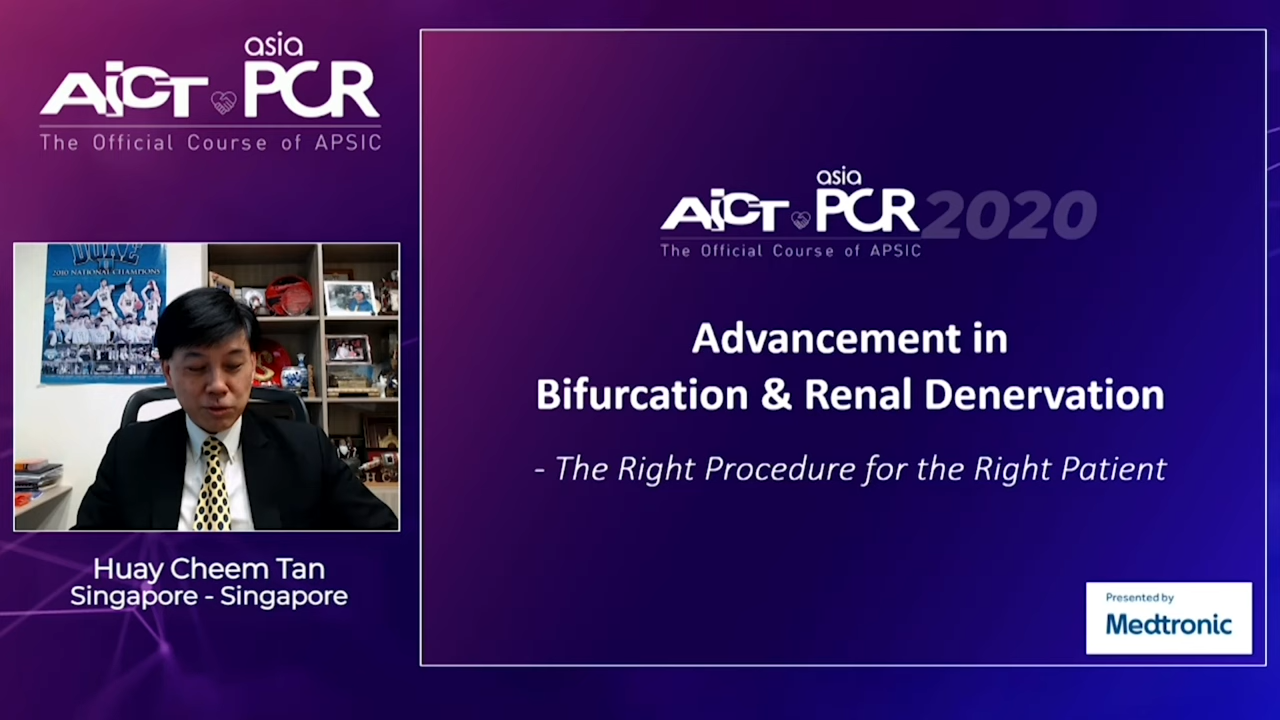 asia
AICT PCR
The Official Course of APSIC
DUKE
2010 NATIONAL CHAMPIONS
Huay Cheem Tan
Singapore - Singapore
asia
AICT PCR 2020
The Official Course of APSIC
Advancement in
Bifurcation & Renal Denervation
- The Right Procedure for the Right Patient
Presented by
Medtronic